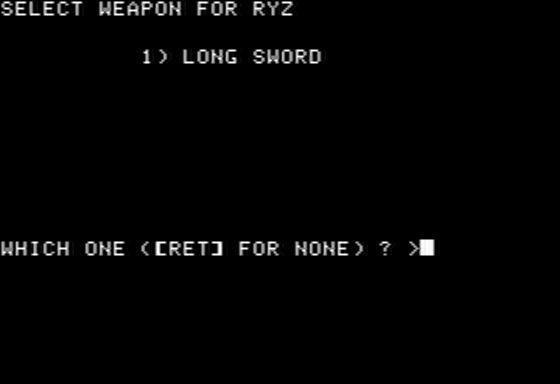 SELECT WEAPON FOR RYZ
1) LONG SWORD
WHICH ONE ([RET] FOR NONE) ? >